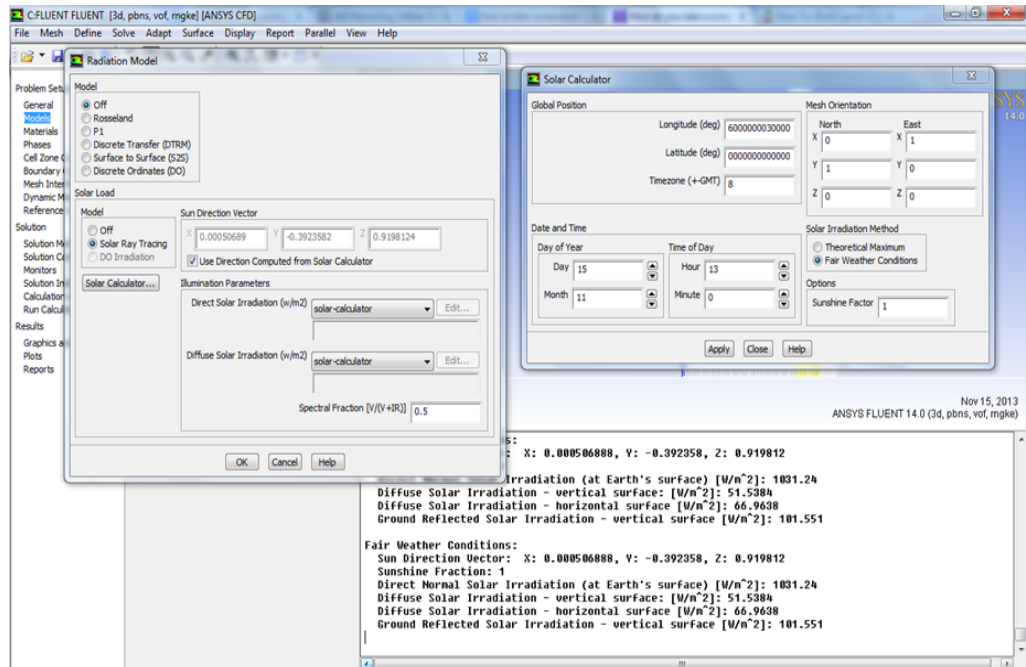 C:FLUENT FLUENT [3d, pbns, vof, rngke] [ANSYS CFD]
File Mesh Define Solve Adapt Surface Display Report Parallel View Help
Problem Setu
General
Models
Materials
Phases
Cell Zone
Boundary
Mesh Inter
Dynamic M
Reference
Solution
Solution M
Solution Co
Monitors
Solution In
Calculation
Run Calcul
Results
Graphics a
Plots
Reports
Radiation Model
Model
Off
Rosseland
P1
Discrete Transfer (DTRM)
Surface to Surface (S2S)
Discrete Ordinates (DO)
Solar Load
Model
Off
Solar Ray Tracing
DO Irradiation
Solar Calculator...
Sun Direction Vector
X 0.00050689 Y -0.3923582 Z 0.9198124
Use Direction Computed from Solar Calculator
Illumination Parameters
Direct Solar Irradiation (w/m2) solar-calculator Edit...
Diffuse Solar Irradiation (w/m2) solar-calculator Edit...
Spectral Fraction [V/(V+IR)] 0.5
OK Cancel Help
Solar Calculator
Global Position
Longitude (deg) 6000000030000
Latitude (deg) 0000000000000
Timezone (+-GMT) 8
Mesh Orientation
North East
X 0 X 1
Y 1 Y 0
Z 0 Z 0
Date and Time
Day of Year
Day 15
Month 11
Time of Day
Hour 13
Minute 0
Solar Irradiation Method
Theoretical Maximum
Fair Weather Conditions
Options
Sunshine Factor 1
Apply Close Help
SYS
14.0
Nov 15, 2013
ANSYS FLUENT 14.0 (3d, pbns, vof, rngke)
s:
: X: 0.000506888, Y: -0.392358, Z: 0.919812
Irradiation (at Earth's surface) [W/m^2]: 1031.24
Diffuse Solar Irradiation - vertical surface: [W/m^2]: 51.5384
Diffuse Solar Irradiation - horizontal surface [W/m^2]: 66.9638
Ground Reflected Solar Irradiation - vertical surface [W/m^2]: 101.551
Fair Weather Conditions:
Sun Direction Vector: X: 0.000506888, Y: -0.392358, Z: 0.919812
Sunshine Fraction: 1
Direct Normal Solar Irradiation (at Earth's surface) [W/m^2]: 1031.24
Diffuse Solar Irradiation - vertical surface: [W/m^2]: 51.5384
Diffuse Solar Irradiation - horizontal surface [W/m^2]: 66.9638
Ground Reflected Solar Irradiation - vertical surface [W/m^2]: 101.551